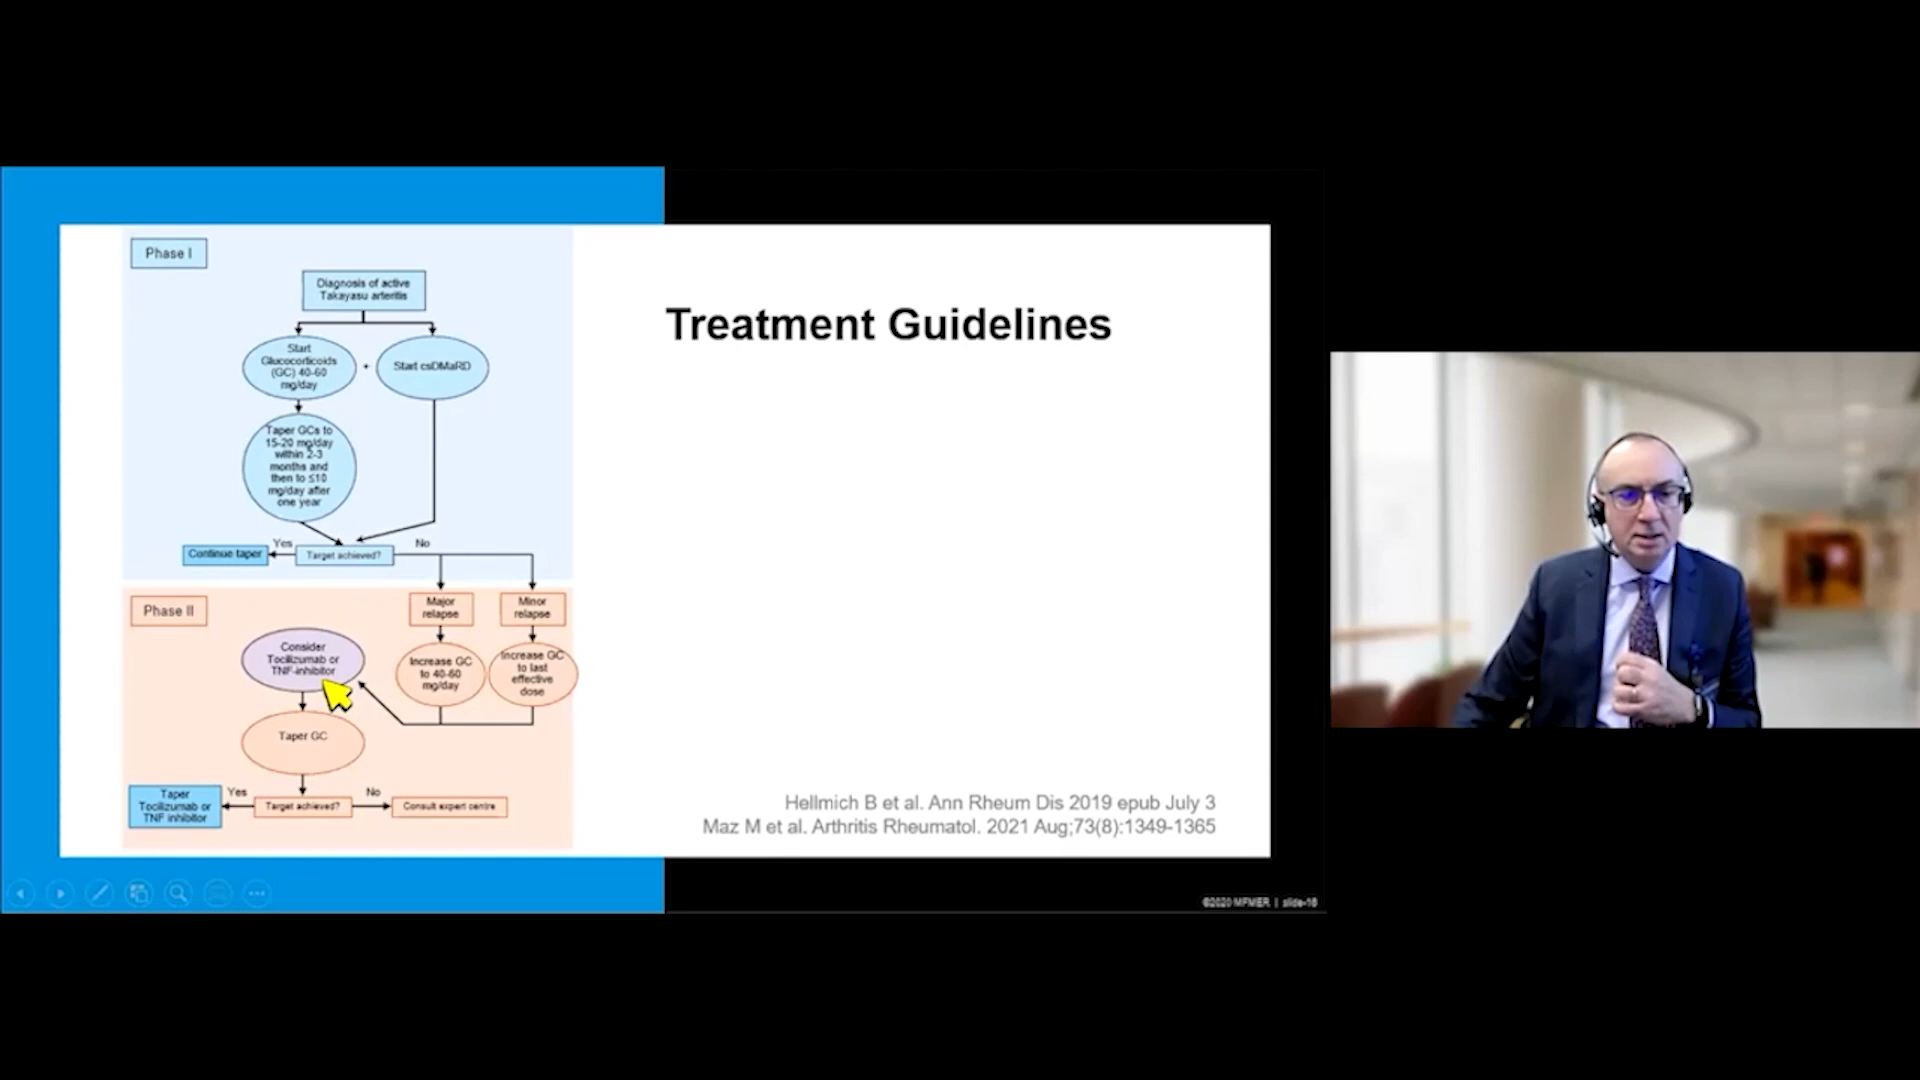 Phase I
Diagnosis of active
Takayasu arteritis
Start
Glucocorticoids
(GC) 40-60
mg/day
+
Start csDMaRD
Taper GCs to
15-20 mg/day
within 2-3
months and
then to ≤10
mg/day after
one year
Continue taper
Yes
Target achieved?
No
Phase II
Major
relapse
Minor
relapse
Consider
Tocilizumab or
TNF-inhibitor
Increase GC
to 40-60
mg/day
Increase GC
to last
effective
dose
Taper GC
Taper
Tocilizumab or
TNF inhibitor
Yes
Target achieved?
No
Consult expert centre
Treatment Guidelines
Hellmich B et al. Ann Rheum Dis 2019 epub July 3
Maz M et al. Arthritis Rheumatol. 2021 Aug;73(8):1349-1365
©2020 MFMER | slide-16